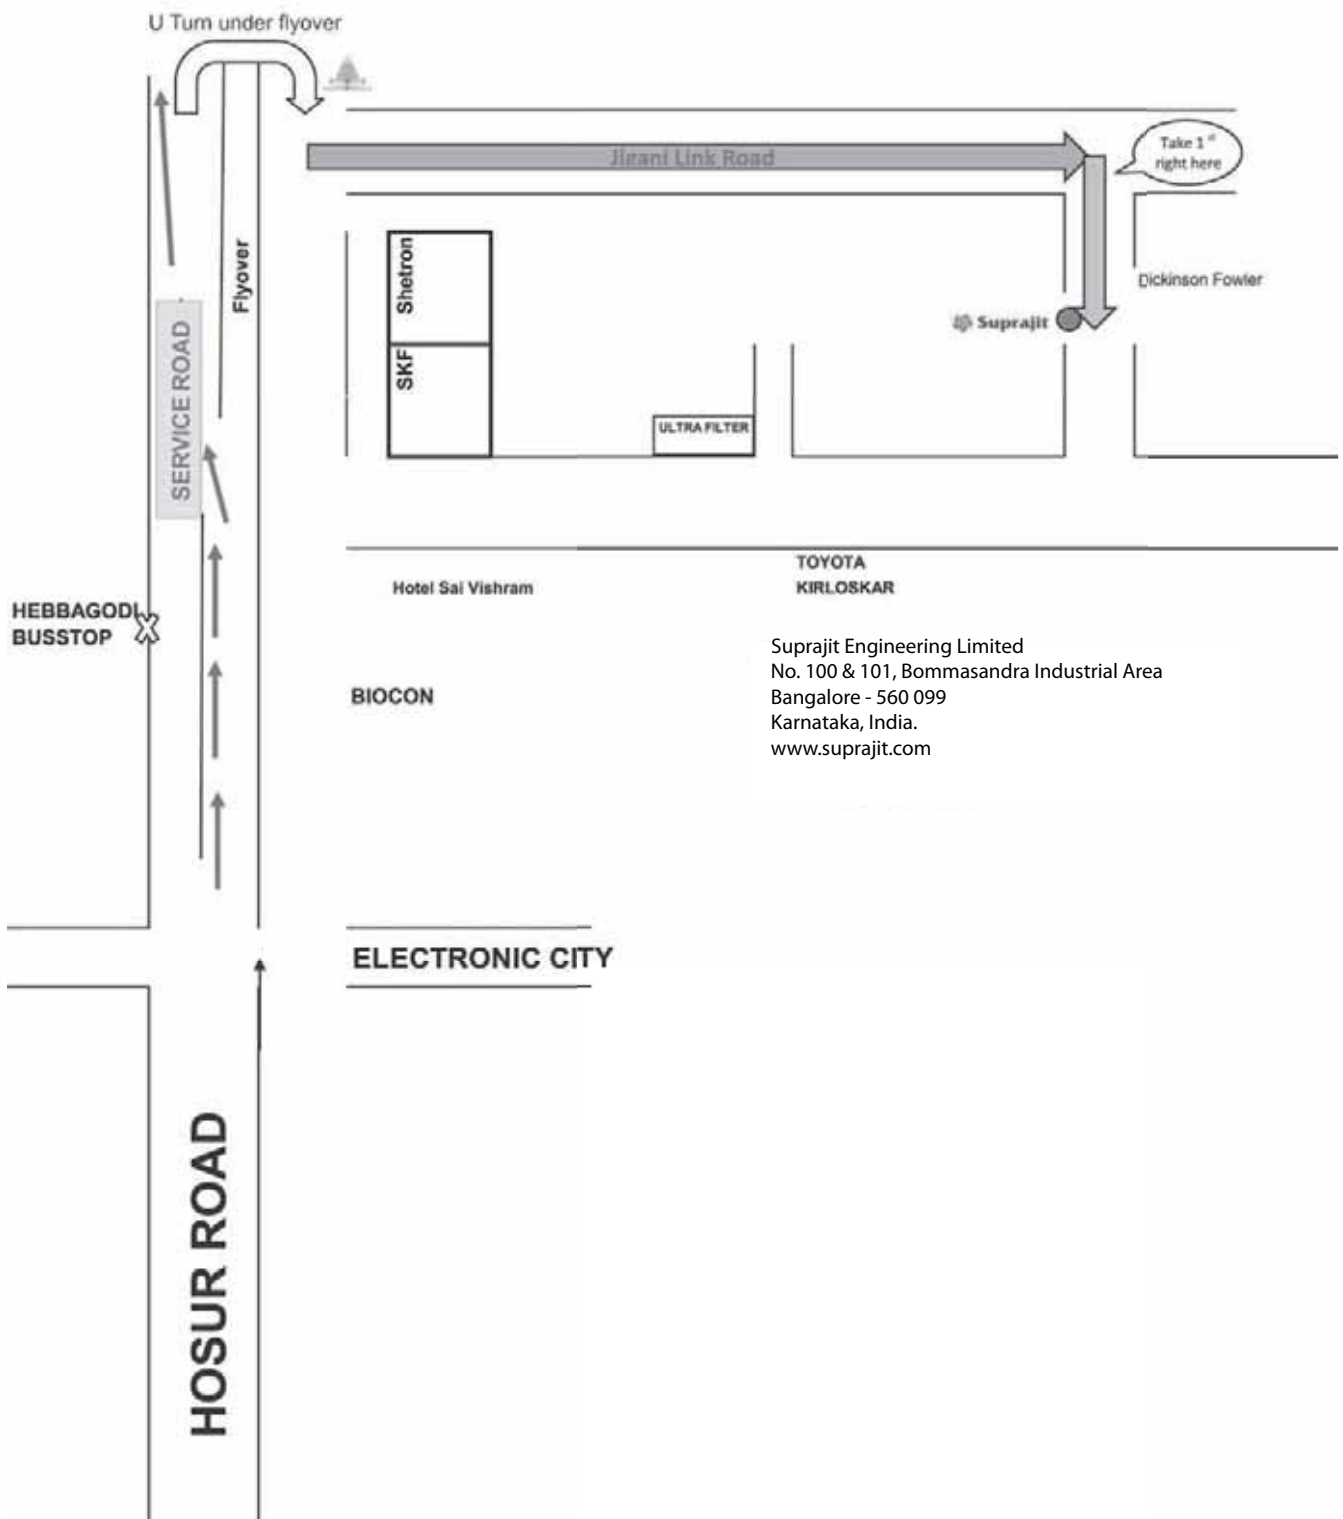 U Turn under flyover
Jigani Link Road
Take 1st
right here
Flyover
Shetron
SKF
Dickinson Fowler
Suprajit
SERVICE ROAD
ULTRA FILTER
TOYOTA
KIRLOSKAR
Hotel Sai Vishram
HEBBAGODI
BUSSTOP
Suprajit Engineering Limited
No. 100 & 101, Bommasandra Industrial Area
Bangalore - 560 099
Karnataka, India.
www.suprajit.com
BIOCON
ELECTRONIC CITY
HOSUR ROAD